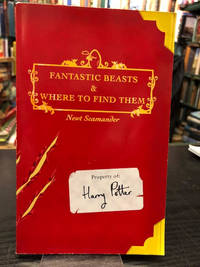 FANTASTIC BEASTS
&
WHERE TO FIND THEM
Newt Scamander
Property of:
Harry Potter